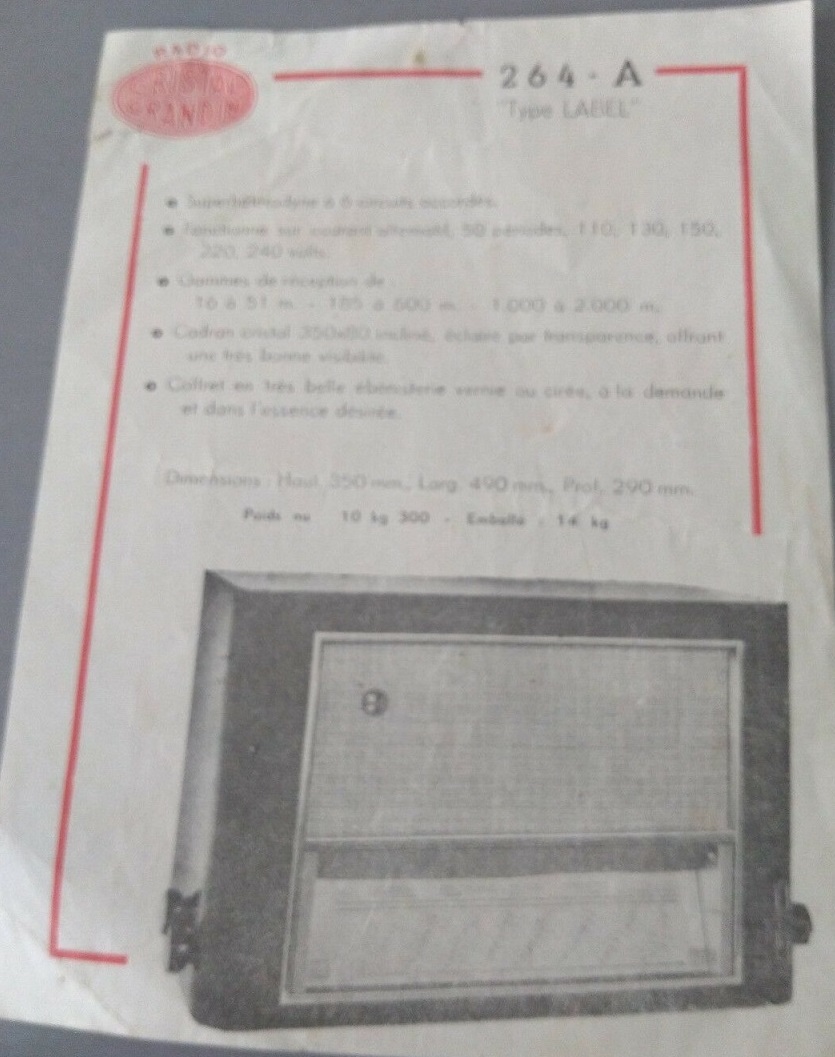 RADIO
CRISTAL
GRANDIN
264-A
"Type LABEL"
Superhétérodyne à 6 circuits accordés.
Fonctionne sur courant alternatif, 50 périodes, 110, 130, 150,
220, 240 volts.
Gammes de réception de :
16 à 51 m. - 185 à 600 m. - 1.000 à 2.000 m.
Cadran cristal 350x80 incliné, éclairé par transparence, offrant
une très bonne visibilité.
Coffret en très belle ébénisterie vernie ou cirée, à la demande
et dans l'essence désirée.
Dimensions : Haut. 350 mm., Larg. 490 mm., Prof. 290 mm.
Poids nu 10 kg 300 - Emballé : 14 kg